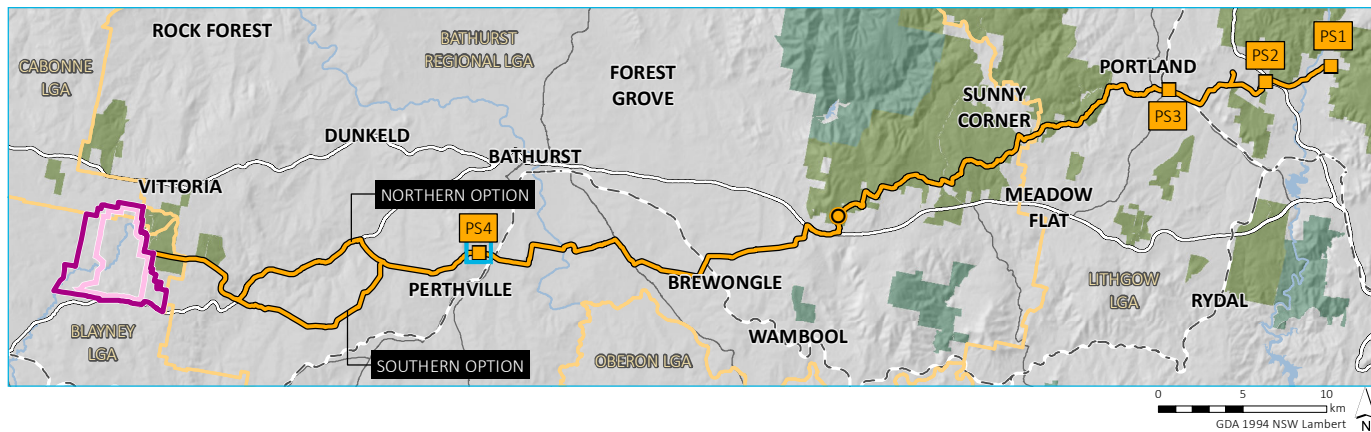 ROCK FOREST
CABONNE
LGA
BATHURST
REGIONAL LGA
FOREST
GROVE
PS1
PS2
PORTLAND
PS3
SUNNY
CORNER
DUNKELD
BATHURST
VITTORIA
NORTHERN OPTION
MEADOW
FLAT
PS4
PERTHVILLE
BREWONGLE
LITHGOW
LGA
RYDAL
BLAYNEY
LGA
WAMBOOL
SOUTHERN OPTION
OBERON LGA
0 5 10
km
GDA 1994 NSW Lambert
N